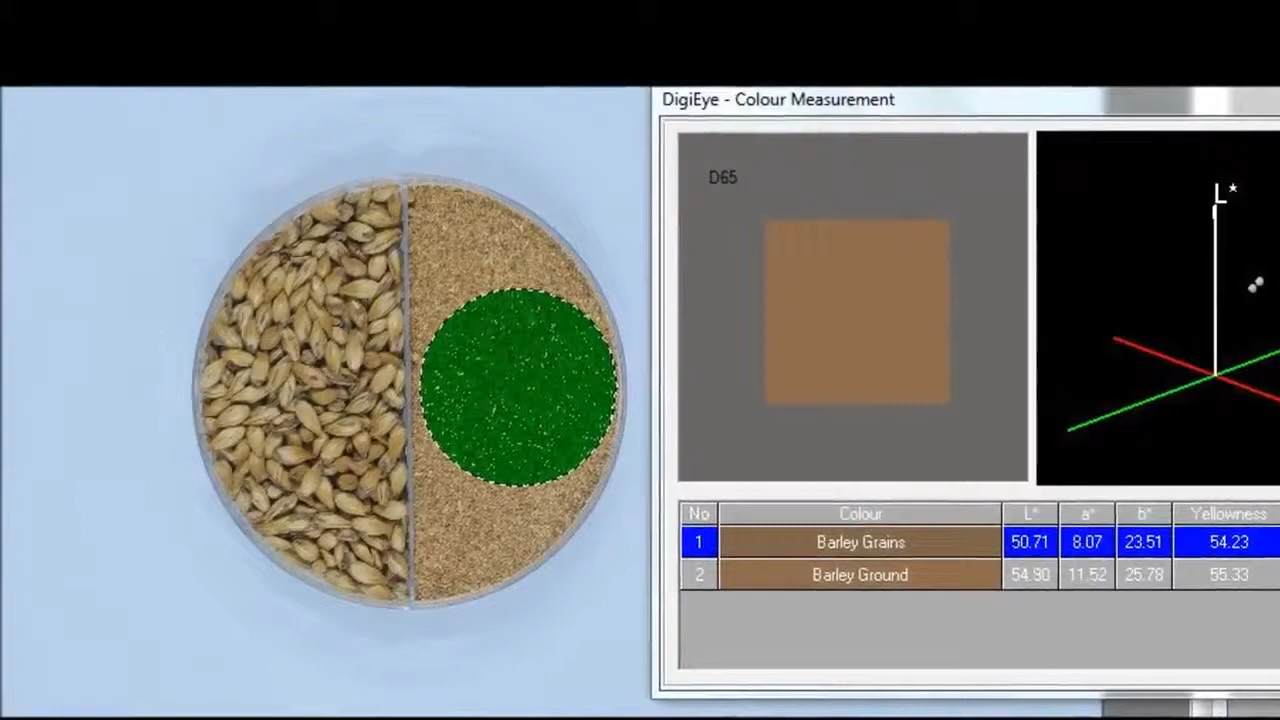 DigiEye - Colour Measurement
D65
L*
No Colour L* a* b* Yellowness
1 Barley Grains 50.71 8.07 23.51 54.23
2 Barley Ground 54.90 11.52 25.78 55.33